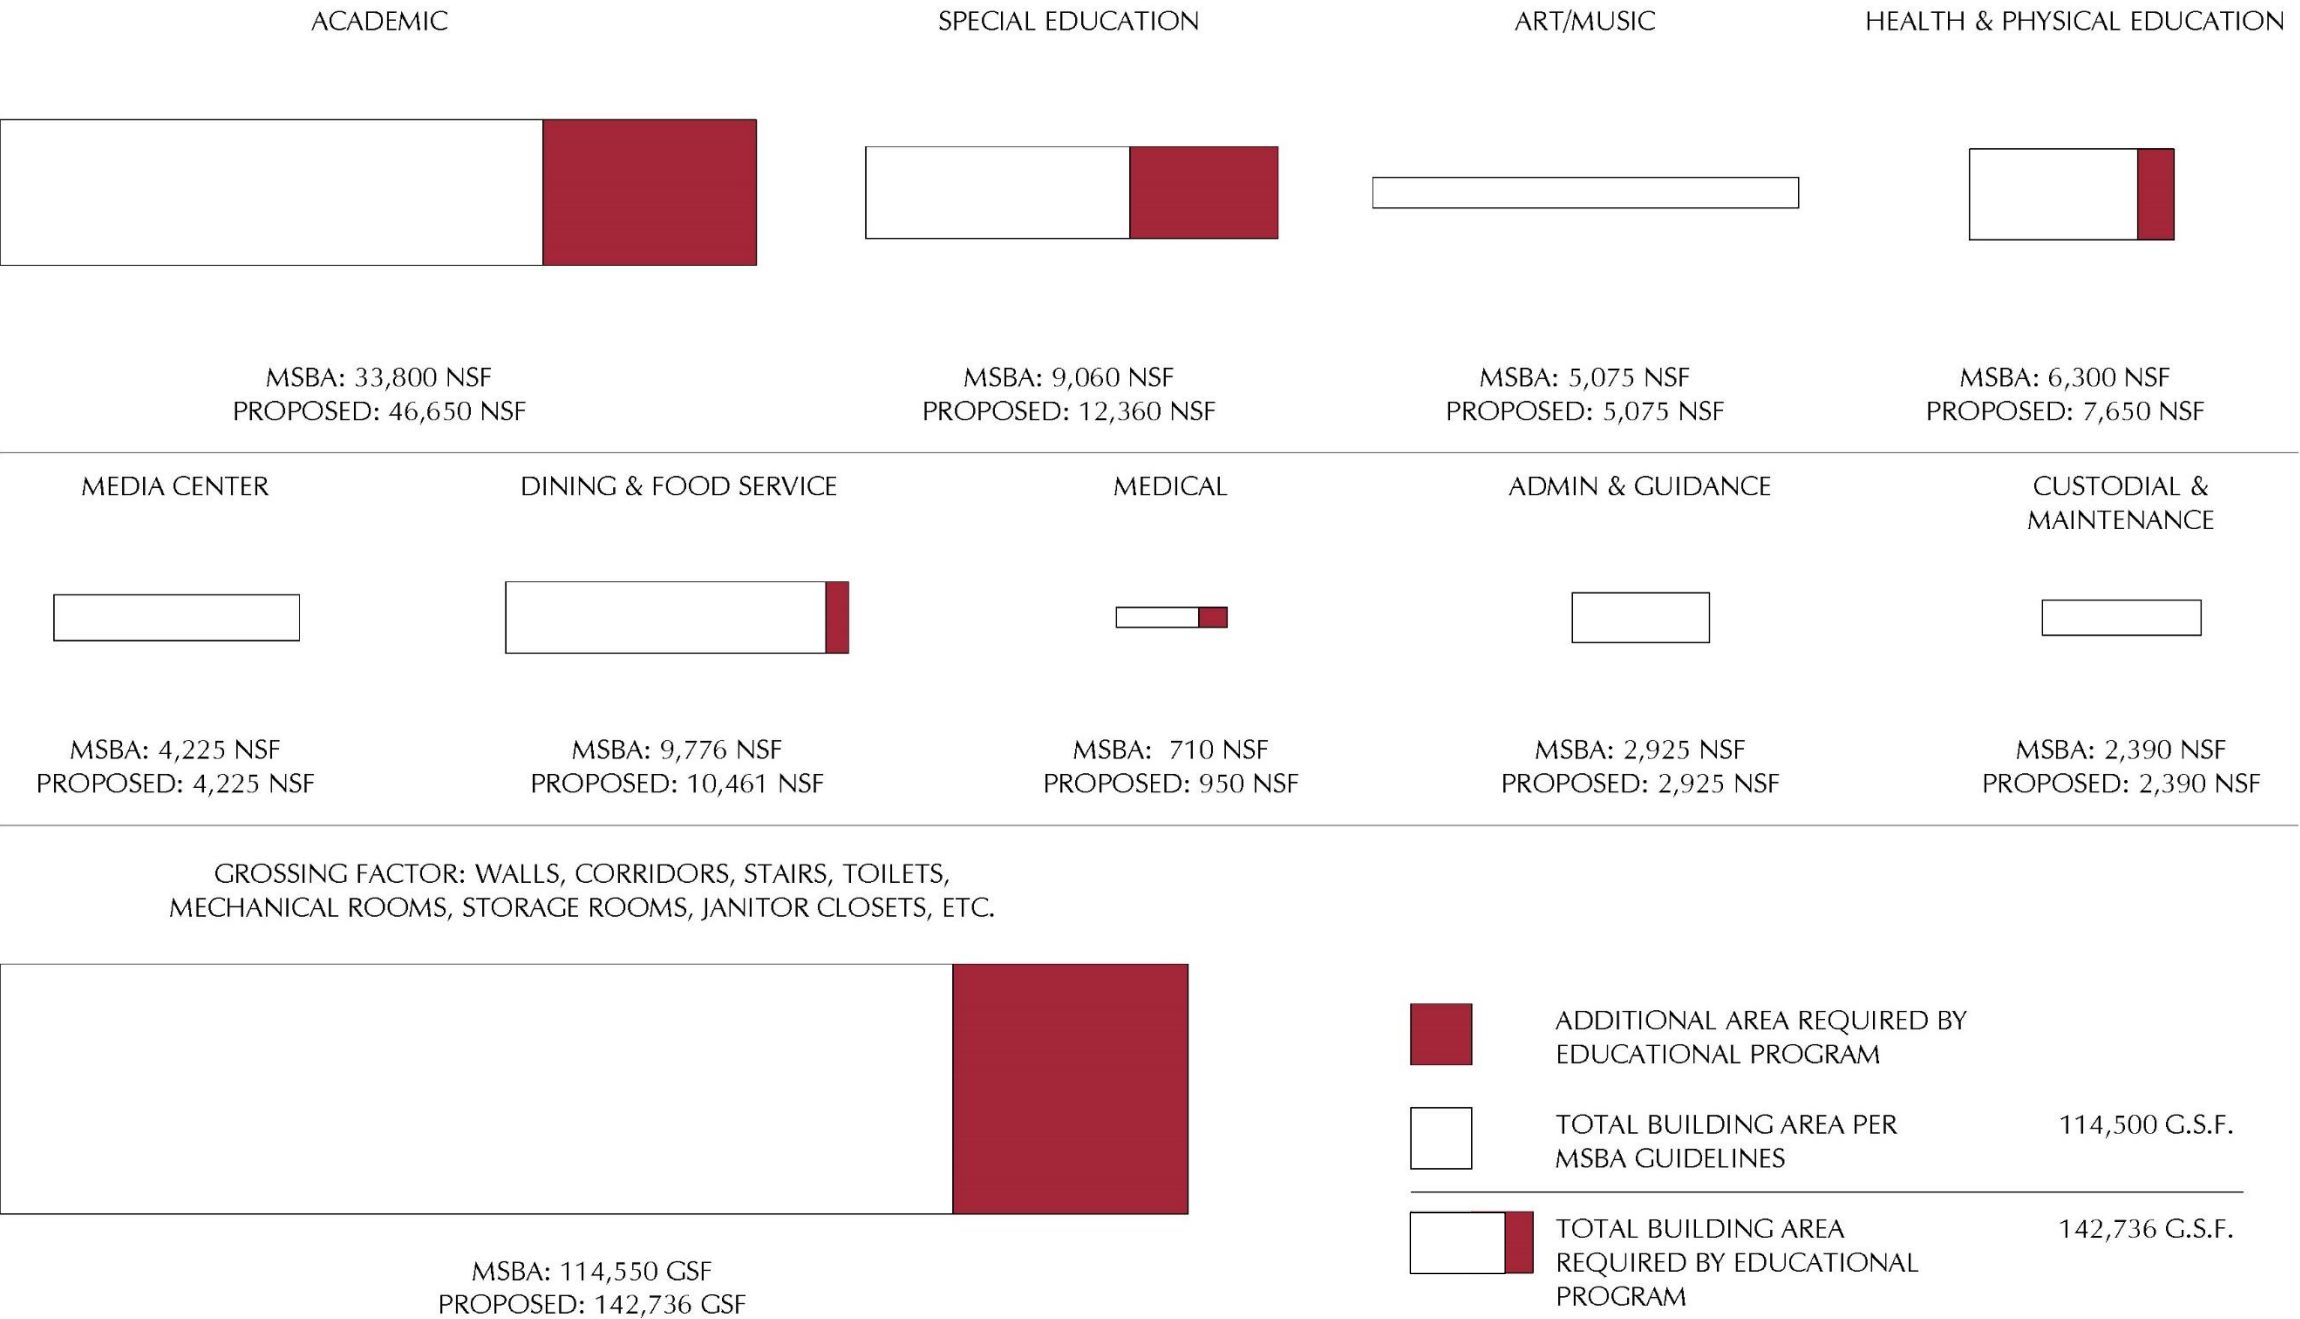 ACADEMIC
SPECIAL EDUCATION
ART/MUSIC
HEALTH & PHYSICAL EDUCATION
MSBA: 33,800 NSF
PROPOSED: 46,650 NSF
MSBA: 9,060 NSF
PROPOSED: 12,360 NSF
MSBA: 5,075 NSF
PROPOSED: 5,075 NSF
MSBA: 6,300 NSF
PROPOSED: 7,650 NSF
MEDIA CENTER
DINING & FOOD SERVICE
MEDICAL
ADMIN & GUIDANCE
CUSTODIAL &
MAINTENANCE
MSBA: 4,225 NSF
PROPOSED: 4,225 NSF
MSBA: 9,776 NSF
PROPOSED: 10,461 NSF
MSBA: 710 NSF
PROPOSED: 950 NSF
MSBA: 2,925 NSF
PROPOSED: 2,925 NSF
MSBA: 2,390 NSF
PROPOSED: 2,390 NSF
GROSSING FACTOR: WALLS, CORRIDORS, STAIRS, TOILETS,
MECHANICAL ROOMS, STORAGE ROOMS, JANITOR CLOSETS, ETC.
MSBA: 114,550 GSF
PROPOSED: 142,736 GSF
ADDITIONAL AREA REQUIRED BY
EDUCATIONAL PROGRAM
TOTAL BUILDING AREA PER 114,500 G.S.F.
MSBA GUIDELINES
TOTAL BUILDING AREA 142,736 G.S.F.
REQUIRED BY EDUCATIONAL
PROGRAM